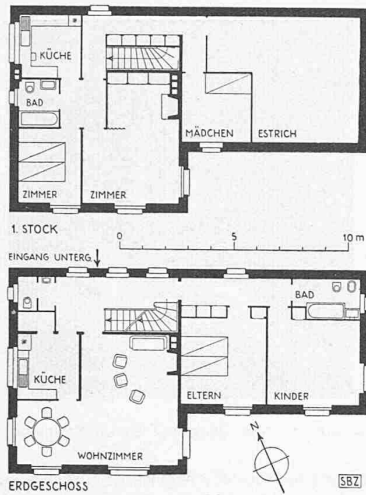 KÜCHE
BAD
MÄDCHEN
ESTRICH
ZIMMER
ZIMMER
1. STOCK
0
5
10 m
EINGANG UNTERG.
BAD
KÜCHE
ELTERN
KINDER
WOHNZIMMER
N
ERDGESCHOSS
SBZ